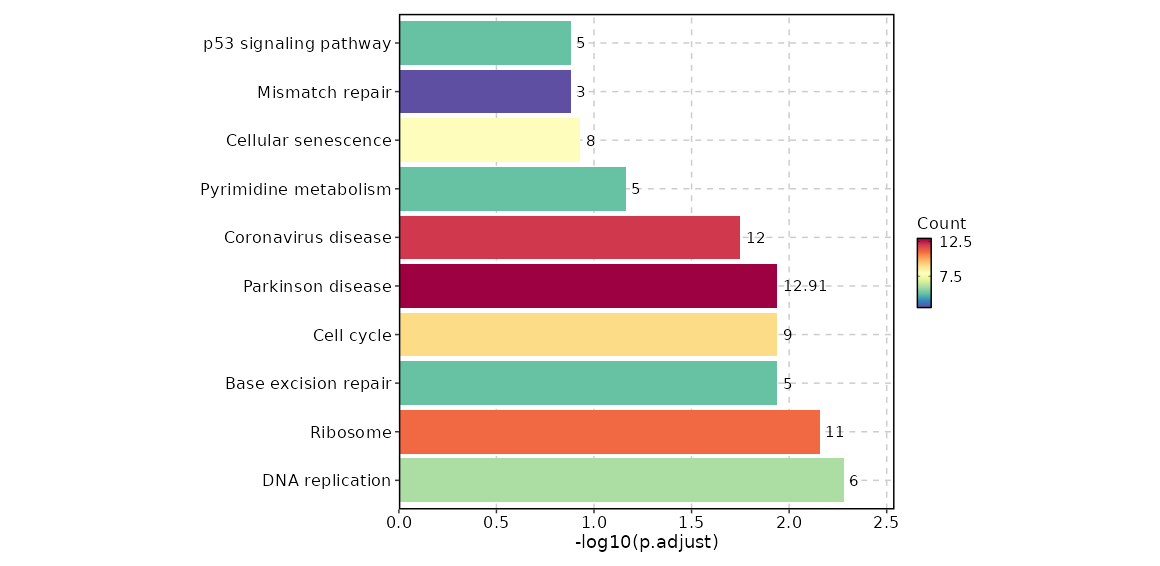 p53 signaling pathway 5
Mismatch repair 3
Cellular senescence 8
Pyrimidine metabolism 5
Coronavirus disease 12
Parkinson disease 12.91
Cell cycle 9
Base excision repair 5
Ribosome 11
DNA replication 6
0.0 0.5 1.0 1.5 2.0 2.5
-log10(p.adjust)
Count
12.5
7.5